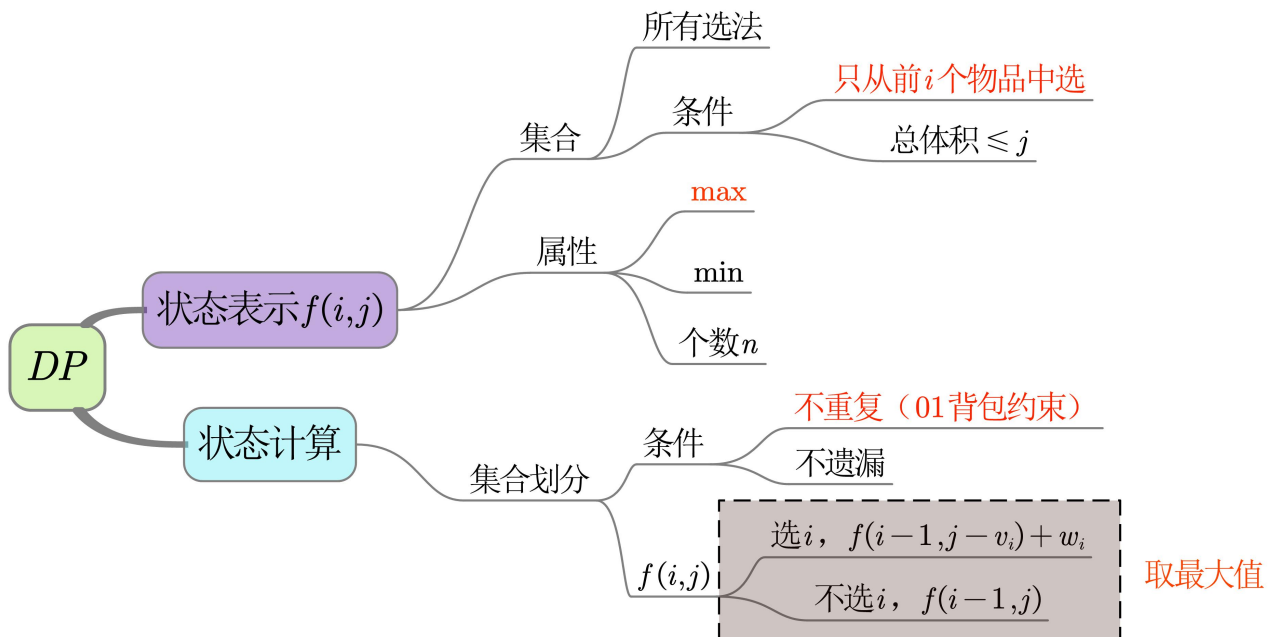 DP
状态表示f(i,j)
集合
所有选法
条件
只从前i个物品中选
总体积≤j
属性
max
min
个数n
状态计算
集合划分
条件
不重复（01背包约束）
不遗漏
f(i,j)
选i，f(i-1,j-vᵢ)+wᵢ
不选i，f(i-1,j)
取最大值